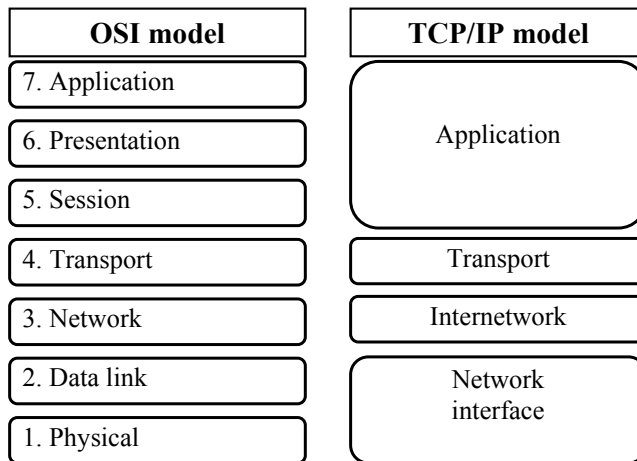 OSI model
7. Application
6. Presentation
5. Session
4. Transport
3. Network
2. Data link
1. Physical
TCP/IP model
Application
Transport
Internetwork
Network
interface